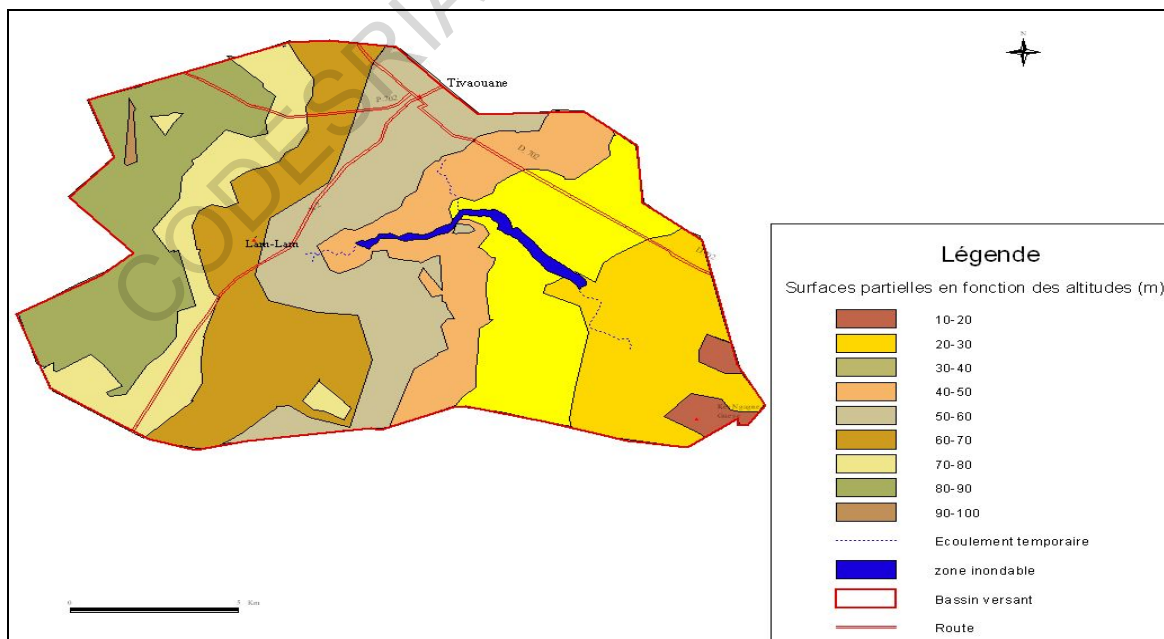 CODESRIA
N
Tivaouane
P. 702
D. 702
Lam-Lam
Légende
Surfaces partielles en fonction des altitudes (m)
10-20
20-30
30-40
40-50
50-60
60-70
70-80
80-90
90-100
Ecoulement temporaire
zone inondable
Bassin versant
Route
0 5 Km